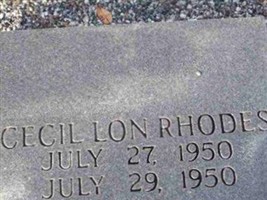 CECIL LON RHODES
JULY 27, 1950
JULY 29, 1950